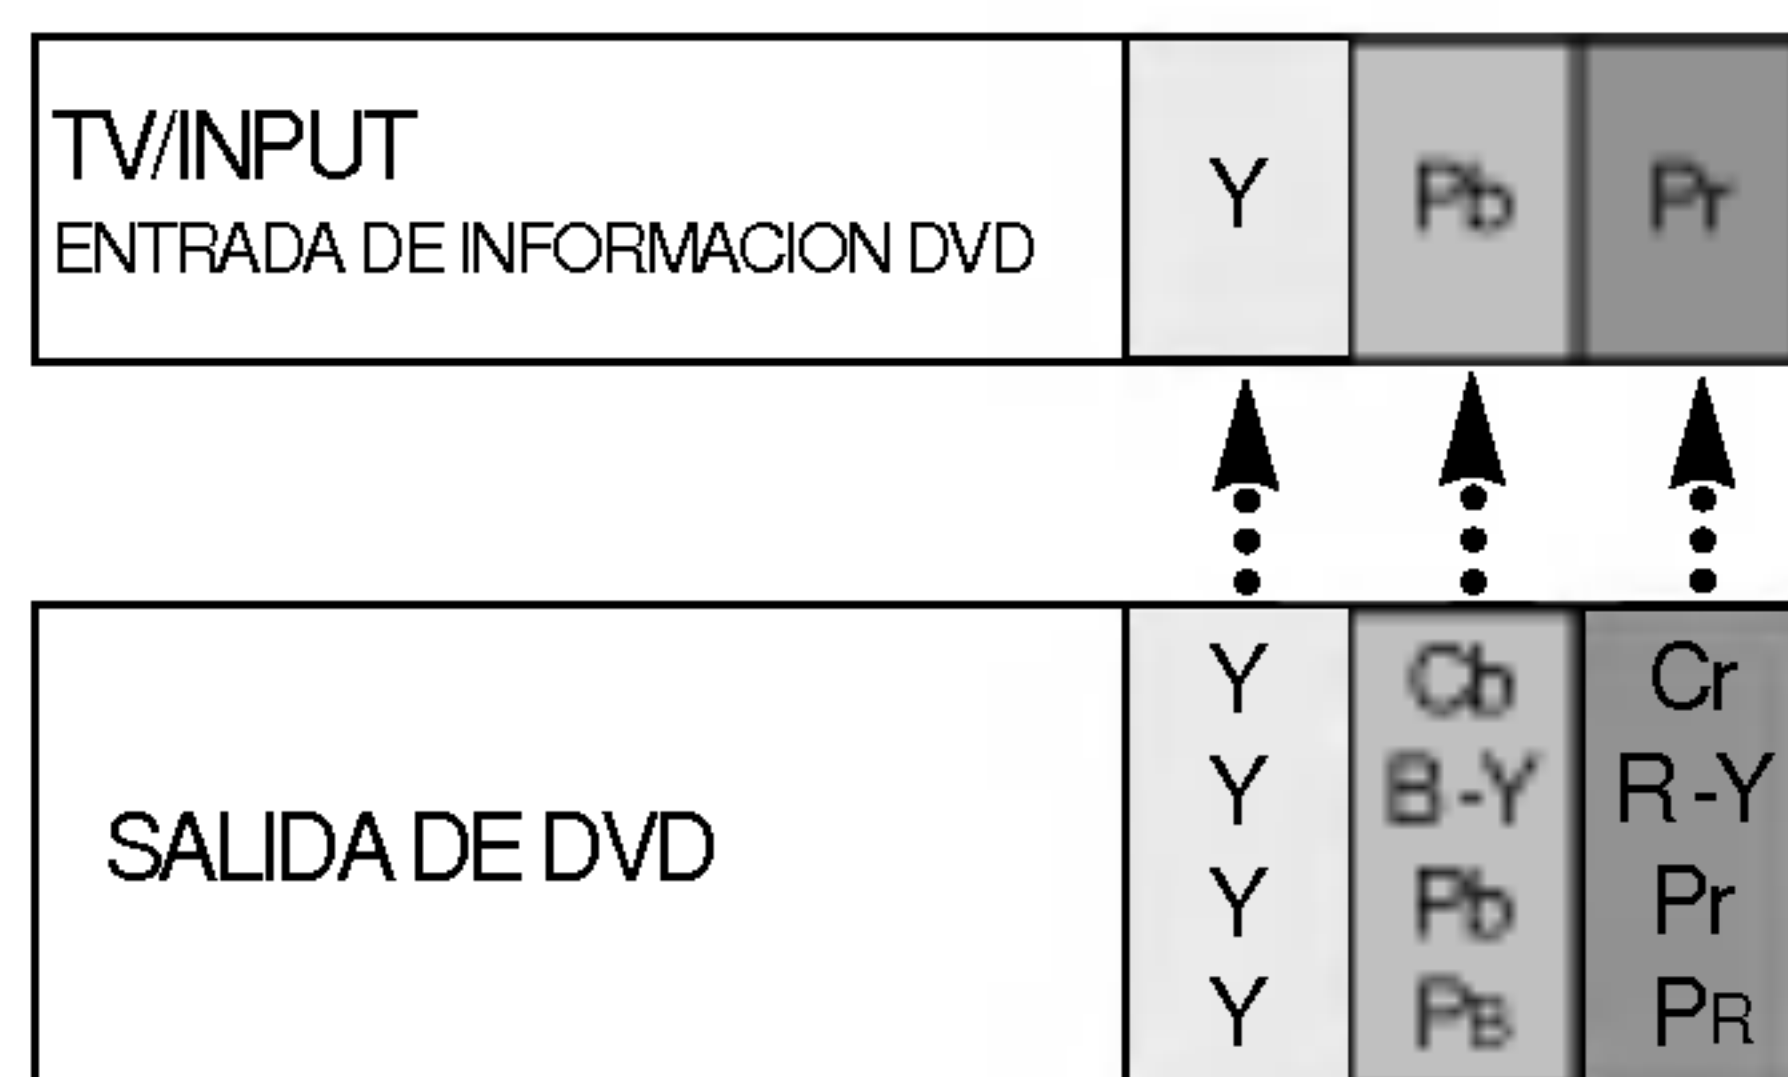 TV/INPUT
ENTRADA DE INFORMACION DVD
Y Pb Pr
SALIDA DE DVD
Y Cb Cr
Y B-Y R-Y
Y Pb Pr
Y PB PR